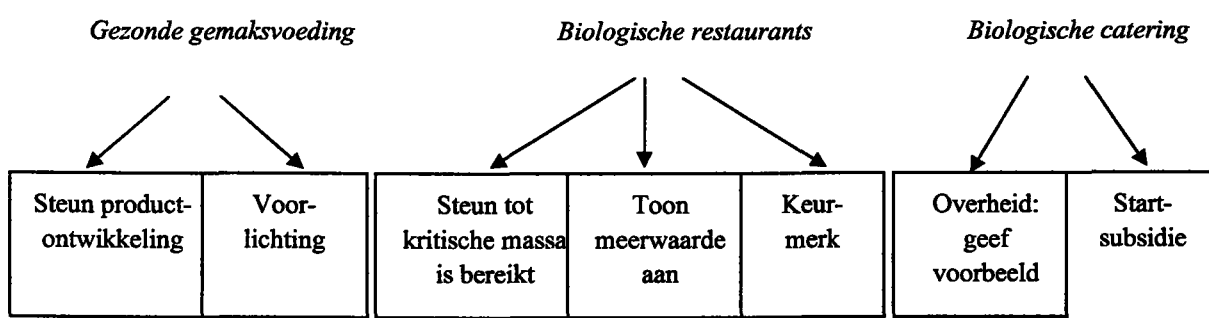 Gezonde gemaksvoeding
Biologische restaurants
Biologische catering
Steun product-
ontwikkeling
Voor-
lichting
Steun tot
kritische massa
is bereikt
Toon
meerwaarde
aan
Keur-
merk
Overheid:
geef
voorbeeld
Start-
subsidie